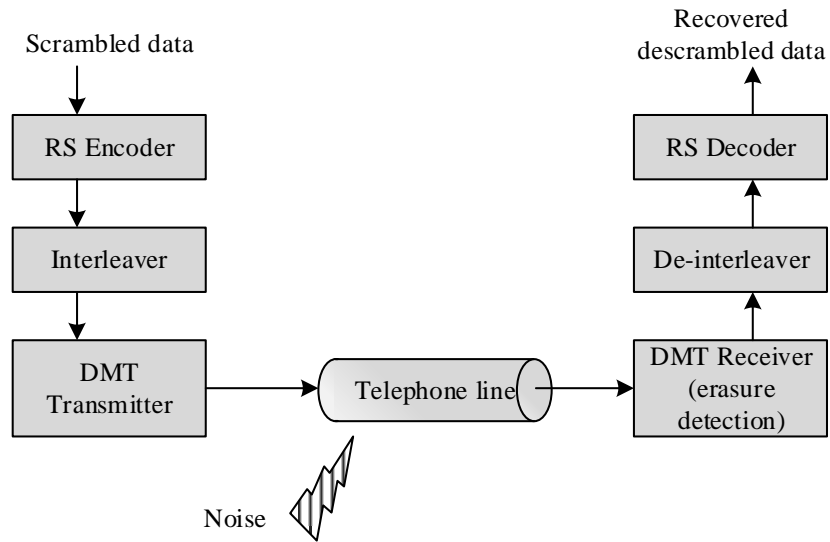 Scrambled data
RS Encoder
Interleaver
DMT
Transmitter
Telephone line
Noise
Recovered
descrambled data
RS Decoder
De-interleaver
DMT Receiver
(erasure
detection)